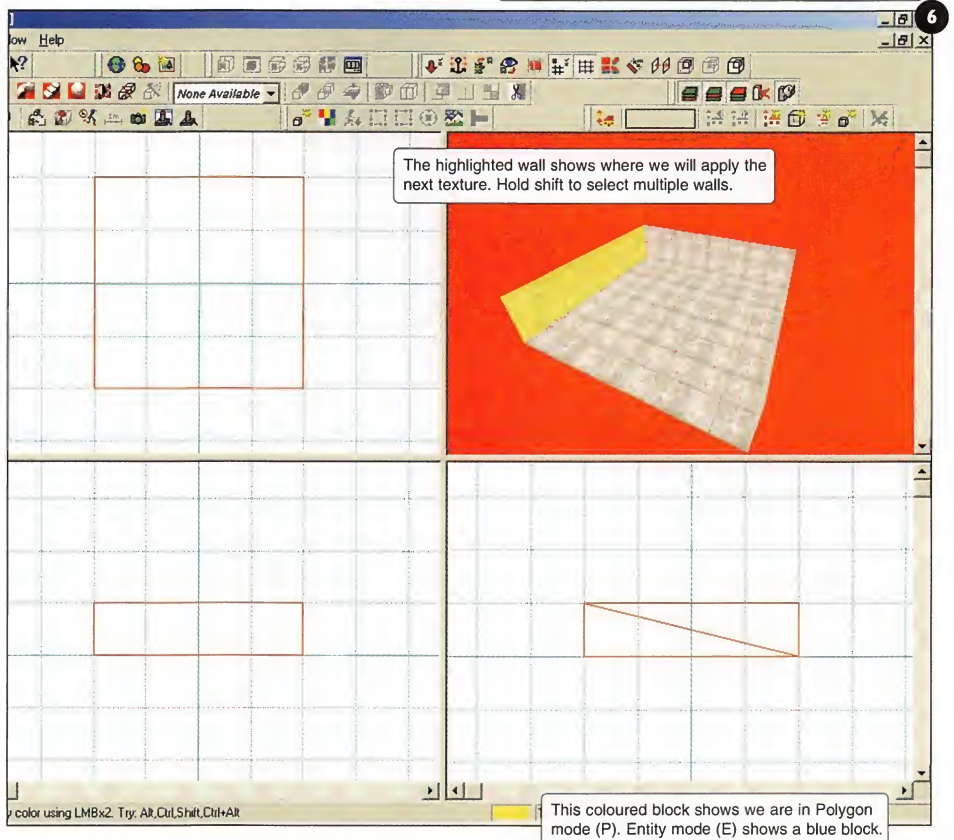 ]
6
low Help
None Available
The highlighted wall shows where we will apply the
next texture. Hold shift to select multiple walls.
y color using LMBx2. Try: Alt,Ctrl,Shift,Ctrl+Alt
This coloured block shows we are in Polygon
mode (P). Entity mode (E) shows a blue block.